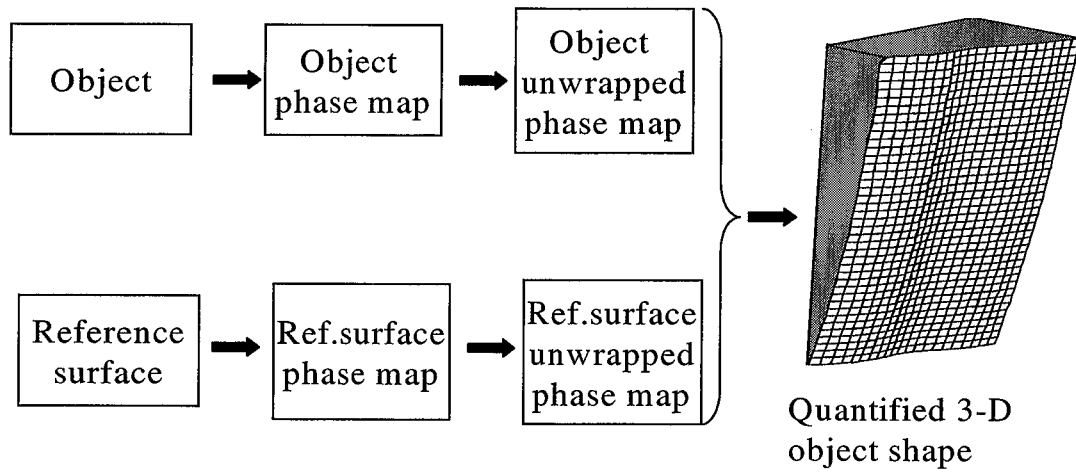 Object
Object
phase map
Object
unwrapped
phase map
Reference
surface
Ref.surface
phase map
Ref.surface
unwrapped
phase map
Quantified 3-D
object shape